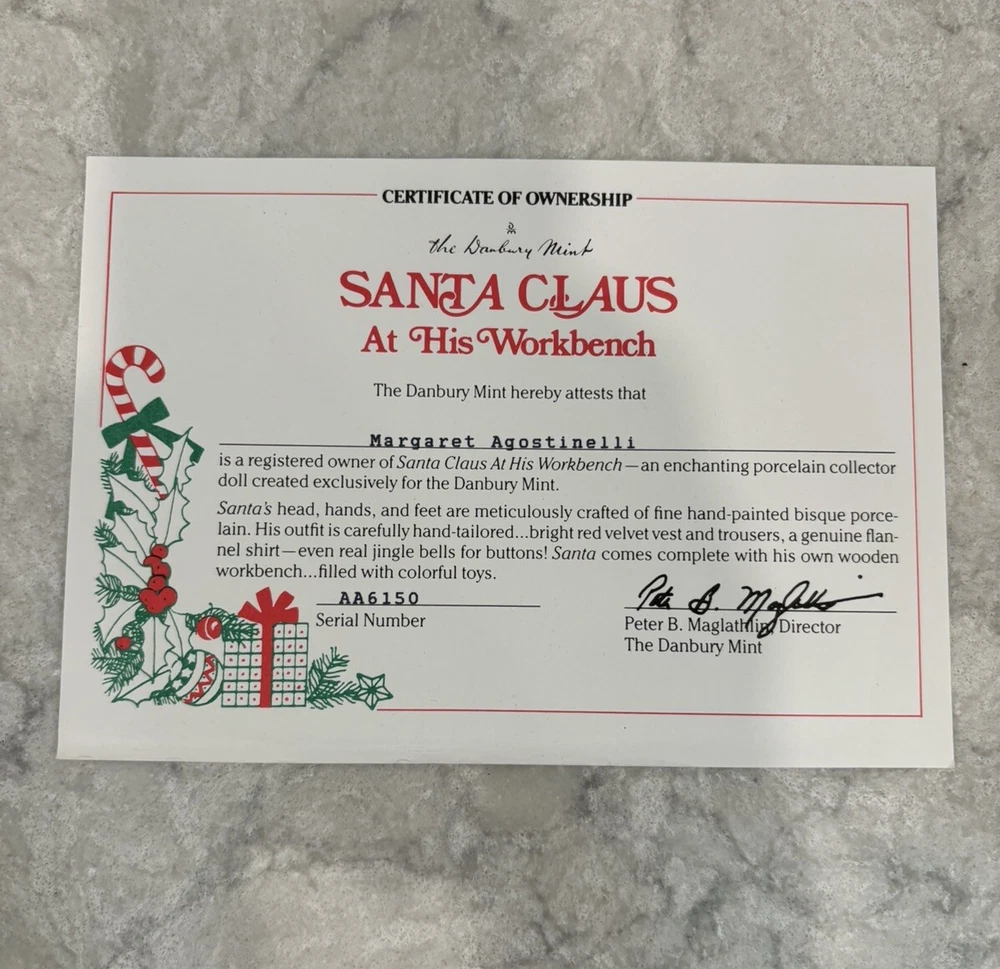 CERTIFICATE OF OWNERSHIP
the Danbury Mint
SANTA CLAUS
At His Workbench
The Danbury Mint hereby attests that
Margaret Agostinelli
is a registered owner of Santa Claus At His Workbench—an enchanting porcelain collector
doll created exclusively for the Danbury Mint.
Santa's head, hands, and feet are meticulously crafted of fine hand-painted bisque porce-
lain. His outfit is carefully hand-tailored...bright red velvet vest and trousers, a genuine flan-
nel shirt—even real jingle bells for buttons! Santa comes complete with his own wooden
workbench...filled with colorful toys.
AA6150
Serial Number
Peter B. Maglathlin
Peter B. Maglathlin, Director
The Danbury Mint